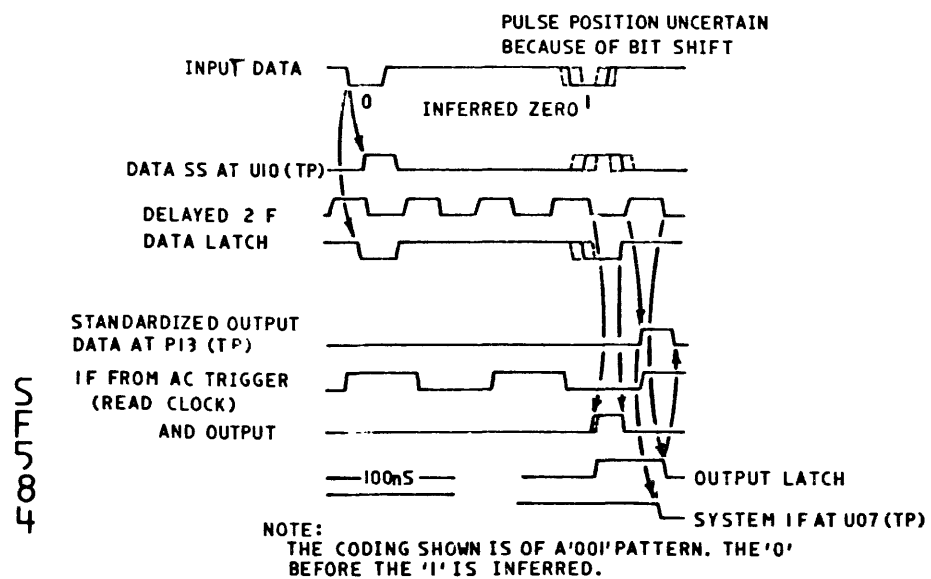 PULSE POSITION UNCERTAIN
BECAUSE OF BIT SHIFT
INPUT DATA
0
INFERRED ZERO
1
DATA SS AT U10 (TP)
DELAYED 2 F
DATA LATCH
STANDARDIZED OUTPUT
DATA AT P13 (TP)
1F FROM AC TRIGGER
(READ CLOCK)
AND OUTPUT
100nS
OUTPUT LATCH
SYSTEM 1F AT U07 (TP)
NOTE:
THE CODING SHOWN IS OF A'001'PATTERN. THE '0'
BEFORE THE '1' IS INFERRED.
SF584